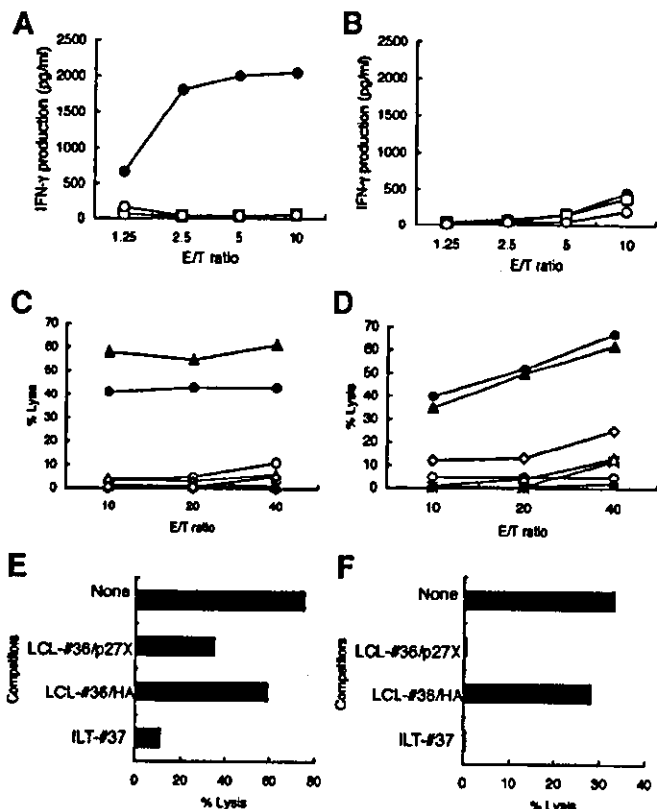 A
IFN-γ production (pg/ml)
2500
2000
1500
1000
500
0
1.25 2.5 5 10
E/T ratio
B
IFN-γ production (pg/ml)
2500
2000
1500
1000
500
0
1.25 2.5 5 10
E/T ratio
C
% Lysis
70
60
50
40
30
20
10
0
10 20 40
E/T ratio
D
% Lysis
70
60
50
40
30
20
10
0
10 20 40
E/T ratio
E
Competitors
None
LCL-#36/p27X
LCL-#36/HA
ILT-#37
0 20 40 60 80
% Lysis
F
Competitors
None
LCL-#36/p27X
LCL-#36/HA
ILT-#37
0 10 20 30 40
% Lysis